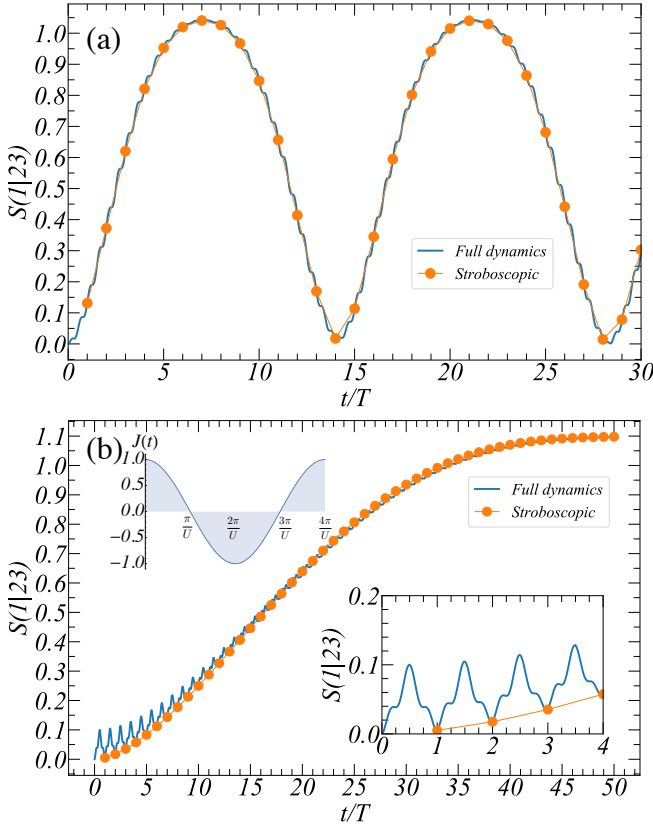 (a)
S(1|23)
1.0
0.9
0.8
0.7
0.6
0.5
0.4
0.3
0.2
0.1
0.0
Full dynamics
Stroboscopic
0 5 10 15 20 25 30
t/T
(b)
S(1|23)
1.1
1.0
0.9
0.8
0.7
0.6
0.5
0.4
0.3
0.2
0.1
0.0
J(t)
1.0
0.5
0.0
−0.5
−1.0
π/U 2π/U 3π/U 4π/U
Full dynamics
Stroboscopic
S(1|23)
0.2
0.1
0.0
0 1 2 3 4
0 5 10 15 20 25 30 35 40 45 50
t/T